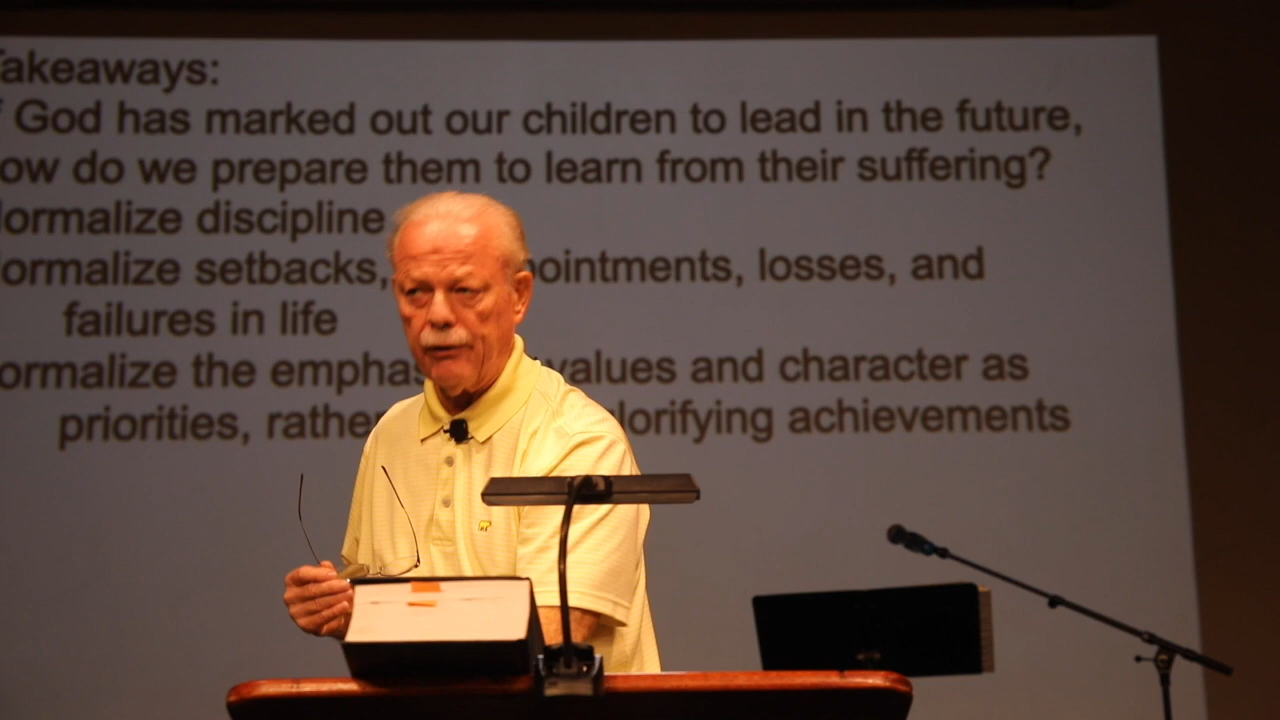 Takeaways:
f God has marked out our children to lead in the future,
ow do we prepare them to learn from their suffering?
ormalize discipline
ormalize setbacks, pointments, losses, and
failures in life
ormalize the emphas values and character as
priorities, rathe lorifying achievements